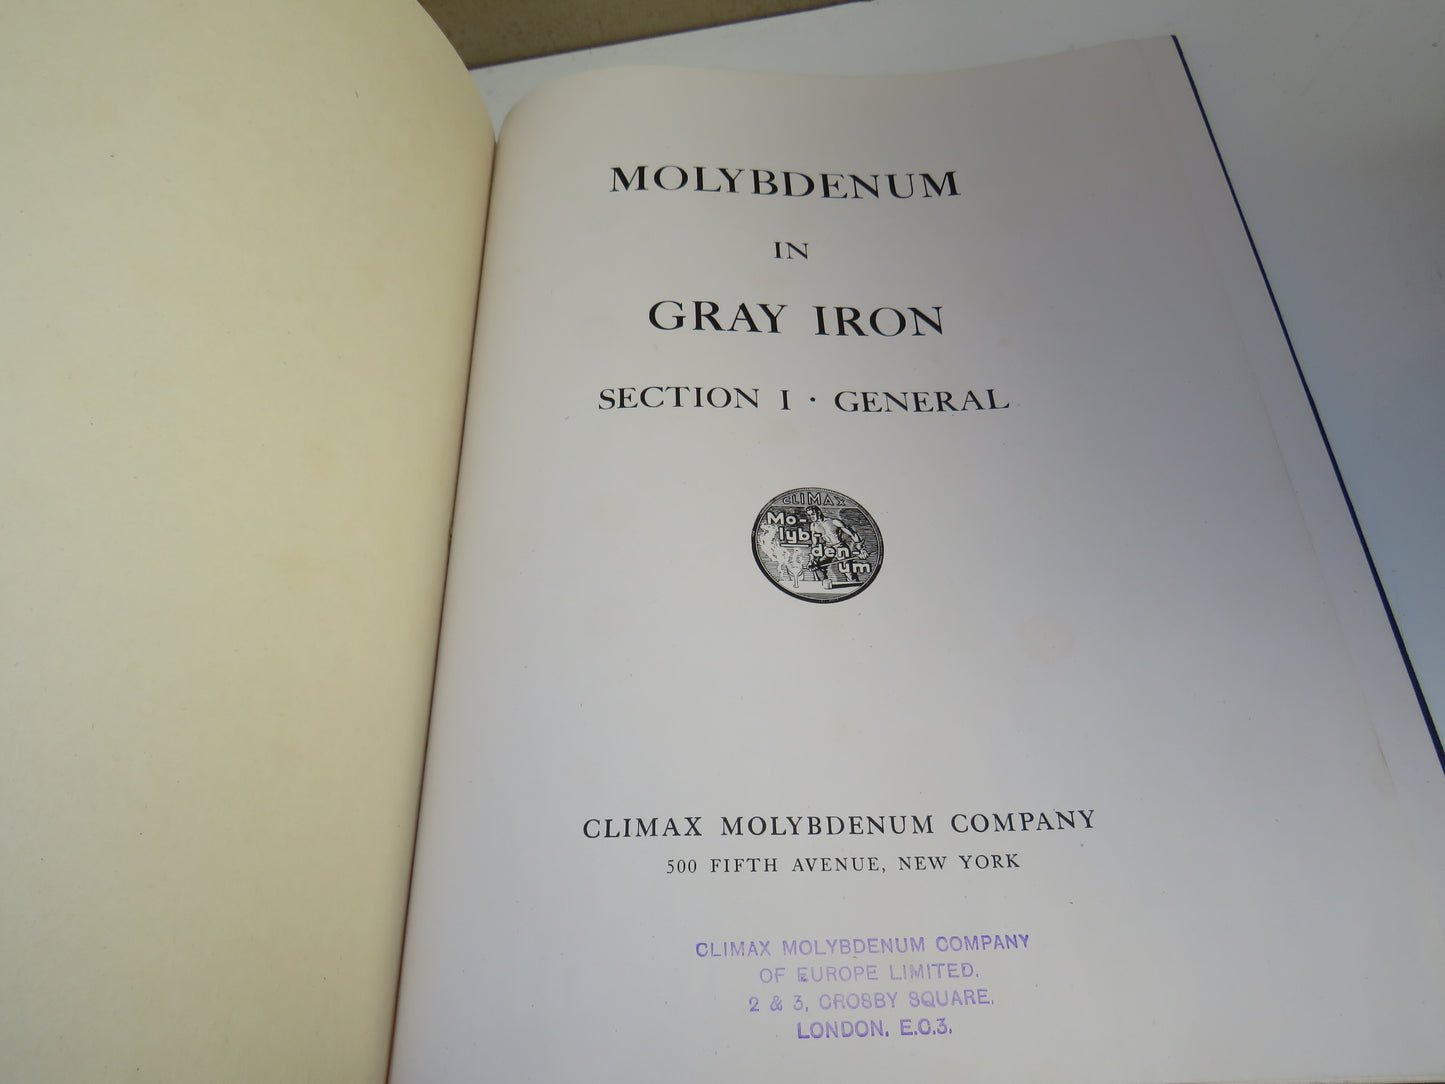 MOLYBDENUM
IN
GRAY IRON
SECTION I · GENERAL
CLIMAX
Mo-
lyb-
den-
um
CLIMAX MOLYBDENUM COMPANY
500 FIFTH AVENUE, NEW YORK
CLIMAX MOLYBDENUM COMPANY
OF EUROPE LIMITED.
2 & 3, CROSBY SQUARE,
LONDON, E.C.3.